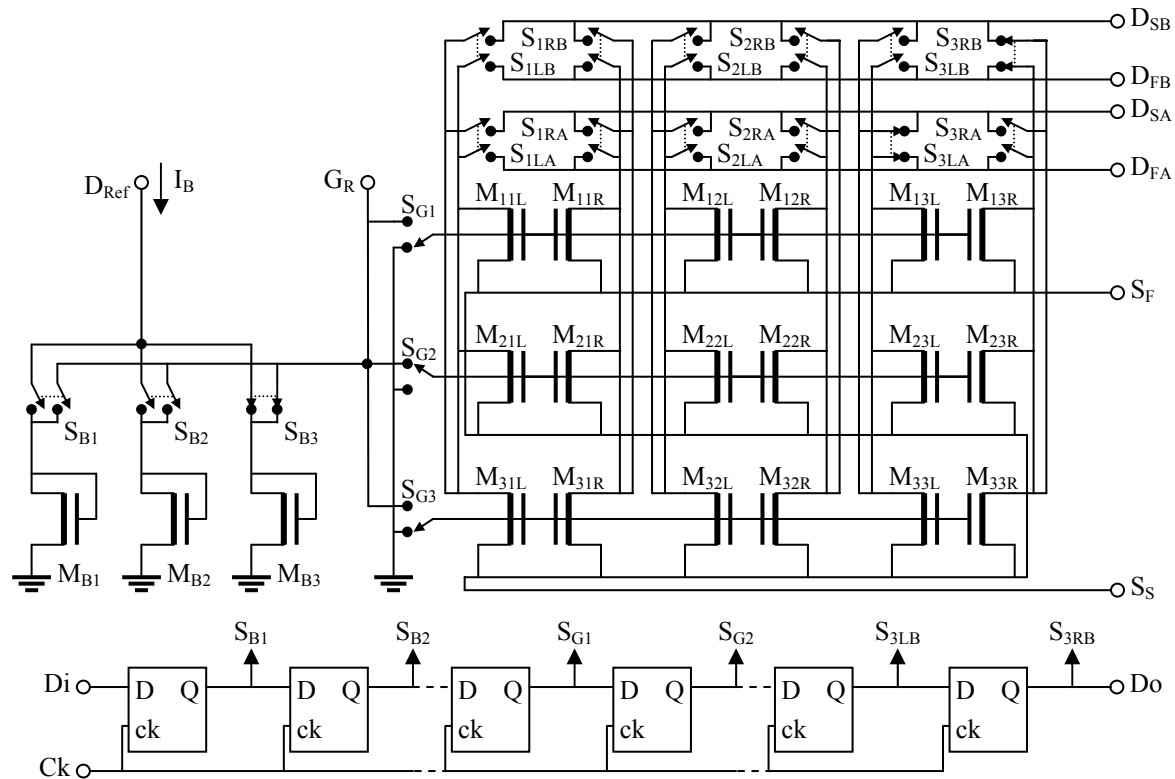 D_SB
S_1RB S_2RB S_3RB
S_1LB S_2LB S_3LB
D_FB
D_SA
S_1RA S_2RA S_3RA
S_1LA S_2LA S_3LA
D_FA
D_Ref I_B G_R
S_G1 M_11L M_11R M_12L M_12R M_13L M_13R
S_F
S_G2 M_21L M_21R M_22L M_22R M_23L M_23R
S_B1 S_B2 S_B3
S_G3 M_31L M_31R M_32L M_32R M_33L M_33R
M_B1 M_B2 M_B3
S_S
S_B1 S_B2 S_G1 S_G2 S_3LB S_3RB
Di D Q D Q D Q D Q D Q D Q Do
ck ck ck ck ck ck
Ck